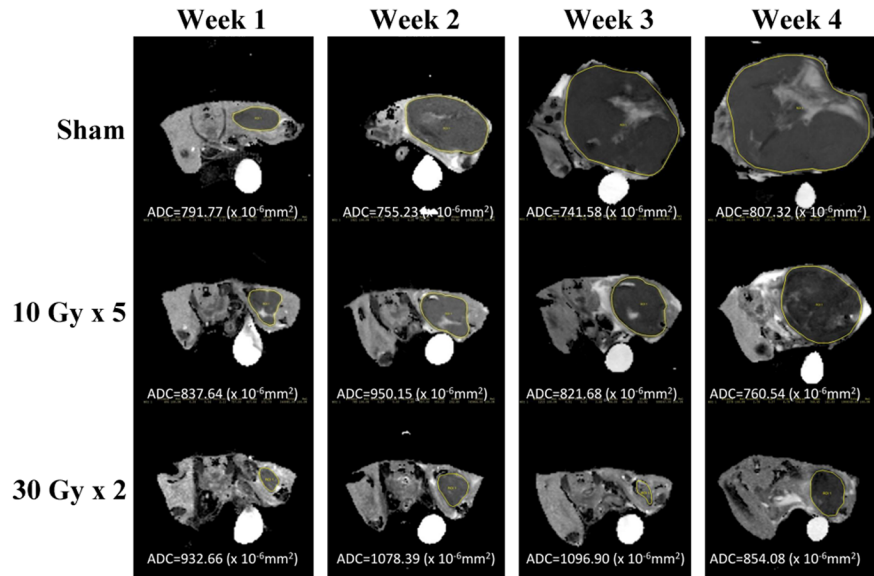 Week 1 Week 2 Week 3 Week 4
Sham
ADC=791.77 (x 10⁻⁶mm²) ADC=755.23 (x 10⁻⁶mm²) ADC=741.58 (x 10⁻⁶mm²) ADC=807.32 (x 10⁻⁶mm²)
10 Gy x 5
ADC=837.64 (x 10⁻⁶mm²) ADC=950.15 (x 10⁻⁶mm²) ADC=821.68 (x 10⁻⁶mm²) ADC=760.54 (x 10⁻⁶mm²)
30 Gy x 2
ADC=932.66 (x 10⁻⁶mm²) ADC=1078.39 (x 10⁻⁶mm²) ADC=1096.90 (x 10⁻⁶mm²) ADC=854.08 (x 10⁻⁶mm²)